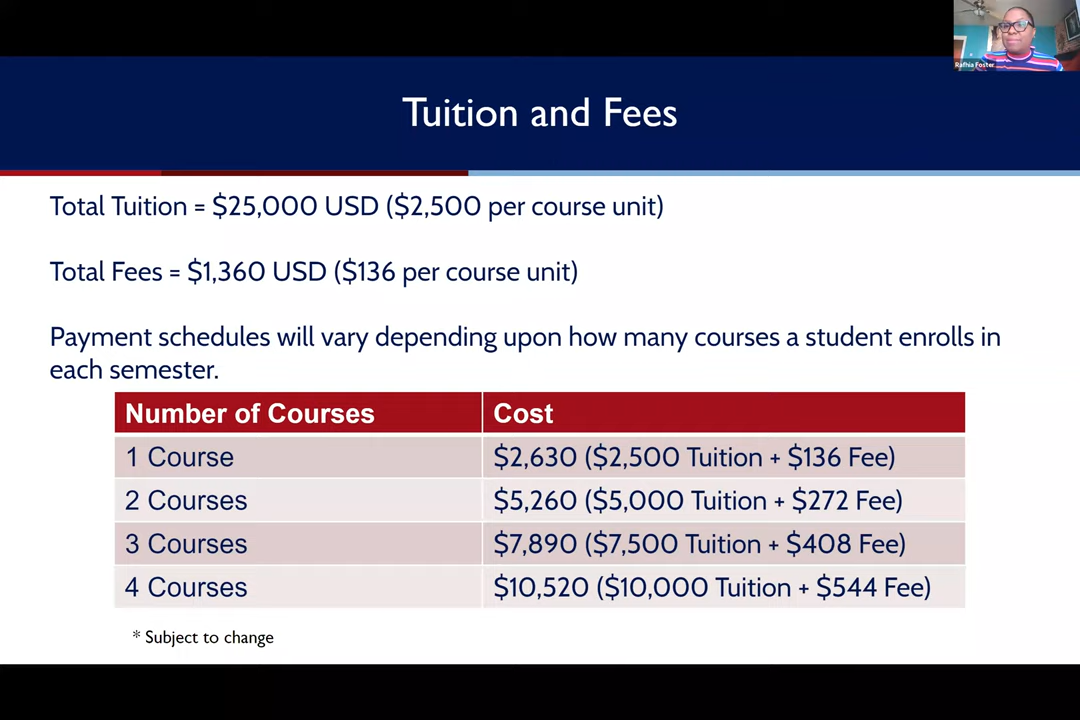 Rafhia Foster
Tuition and Fees
Total Tuition = $25,000 USD ($2,500 per course unit)
Total Fees = $1,360 USD ($136 per course unit)
Payment schedules will vary depending upon how many courses a student enrolls in
each semester.
Number of Courses Cost
1 Course $2,630 ($2,500 Tuition + $136 Fee)
2 Courses $5,260 ($5,000 Tuition + $272 Fee)
3 Courses $7,890 ($7,500 Tuition + $408 Fee)
4 Courses $10,520 ($10,000 Tuition + $544 Fee)
* Subject to change